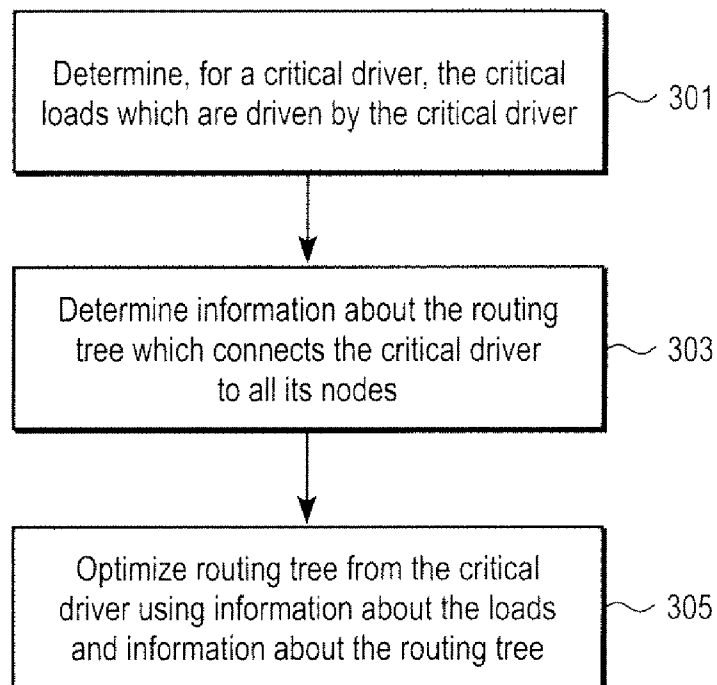 Determine, for a critical driver, the critical
loads which are driven by the critical driver
301
Determine information about the routing
tree which connects the critical driver
to all its nodes
303
Optimize routing tree from the critical
driver using information about the loads
and information about the routing tree
305